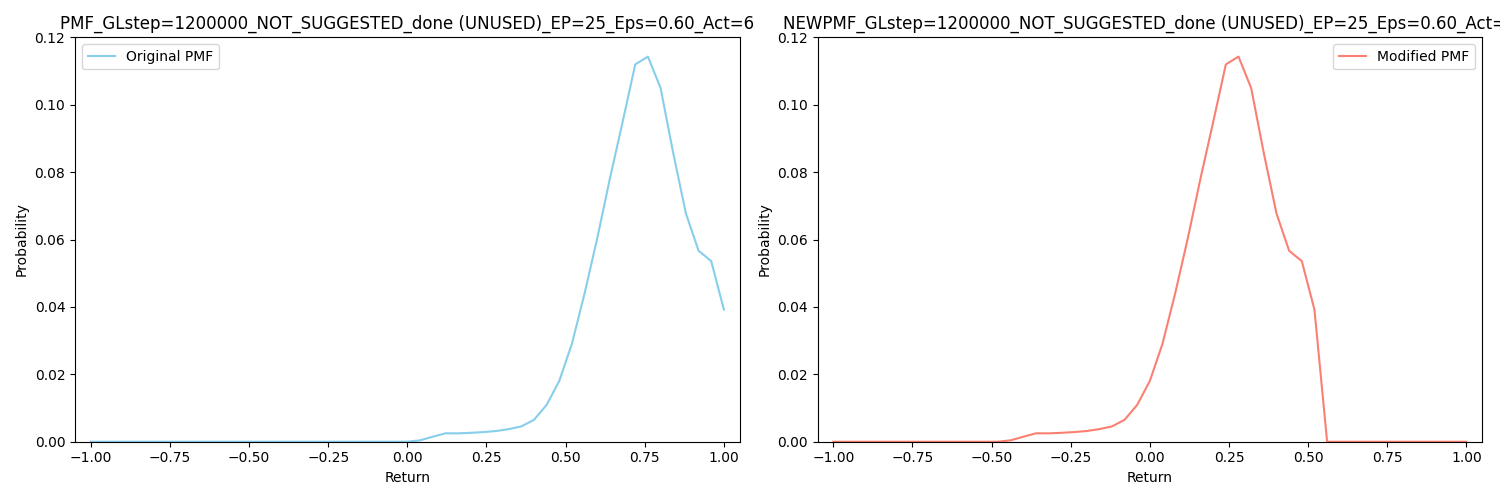 PMF_GLstep=1200000_NOT_SUGGESTED_done (UNUSED)_EP=25_Eps=0.60_Act=6
Original PMF
Probability
0.12
0.10
0.08
0.06
0.04
0.02
0.00
−1.00 −0.75 −0.50 −0.25 0.00 0.25 0.50 0.75 1.00
Return
NEWPMF_GLstep=1200000_NOT_SUGGESTED_done (UNUSED)_EP=25_Eps=0.60_Act=
Modified PMF
Probability
0.12
0.10
0.08
0.06
0.04
0.02
0.00
−1.00 −0.75 −0.50 −0.25 0.00 0.25 0.50 0.75 1.00
Return